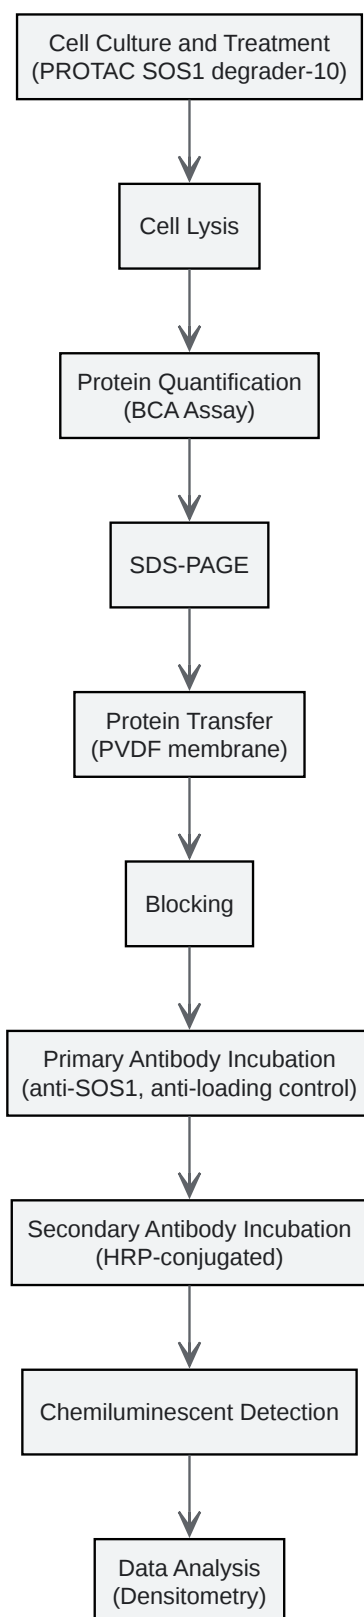 Cell Culture and Treatment
(PROTAC SOS1 degrader-10)
Cell Lysis
Protein Quantification
(BCA Assay)
SDS-PAGE
Protein Transfer
(PVDF membrane)
Blocking
Primary Antibody Incubation
(anti-SOS1, anti-loading control)
Secondary Antibody Incubation
(HRP-conjugated)
Chemiluminescent Detection
Data Analysis
(Densitometry)